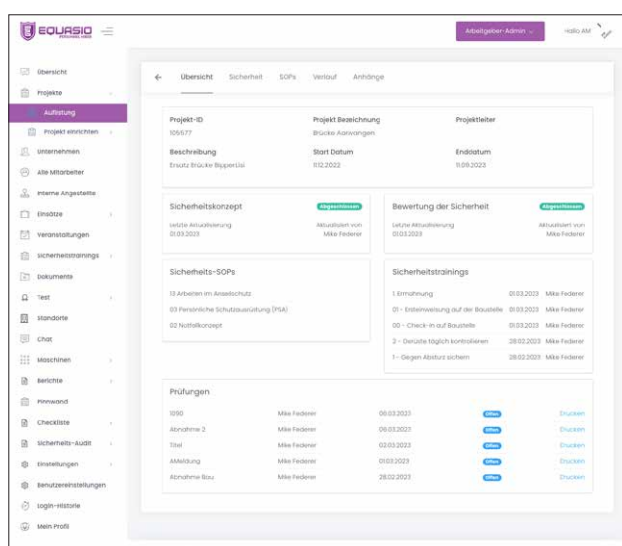 EQUASIO
Arbeitgeber-Admin
Hallo AM
Übersicht
Projekte
Auflistung
Projekt einrichten
Unternehmen
Alle Mitarbeiter
Interne Angestellte
Einsätze
Veranstaltungen
Sicherheitstrainings
Dokumente
Test
Standorte
Chat
Maschinen
Berichte
Pinnwand
Checkliste
Sicherheits-Audit
Einstellungen
Benutzereinstellungen
Login-Historie
Mein Profil
Übersicht Sicherheit SOPs Verlauf Anhänge
Projekt-ID Projekt Bezeichnung Projektleiter
105577 Brücke Aarwangen
Beschreibung Start Datum Enddatum
Ersatz Brücke Bipperlisi 11.12.2022 11.09.2023
Sicherheitskonzept Abgeschlossen
Letzte Aktualisierung Aktualisiert von
01.03.2023 Mike Federer
Bewertung der Sicherheit Abgeschlossen
Letzte Aktualisierung Aktualisiert von
01.03.2023 Mike Federer
Sicherheits-SOPs
13 Arbeiten im Anseilschutz
03 Persönliche Schutzausrüstung (PSA)
02 Notfallkonzept
Sicherheitstrainings
1. Ermahnung 01.03.2023 Mike Federer
01 - Ersteinweisung auf der Baustelle 01.03.2023 Mike Federer
00 - Check-in auf Baustelle 01.03.2023 Mike Federer
2 - Gerüste täglich kontrollieren 28.02.2023 Mike Federer
1 - Gegen Absturz sichern 28.02.2023 Mike Federer
Prüfungen
1090 Mike Federer 06.03.2023 Offen Drucken
Abnahme 2 Mike Federer 06.03.2023 Offen Drucken
Titel Mike Federer 02.03.2023 Offen Drucken
AMeldung Mike Federer 01.03.2023 Offen Drucken
Abnahme Bau Mike Federer 28.02.2023 Offen Drucken